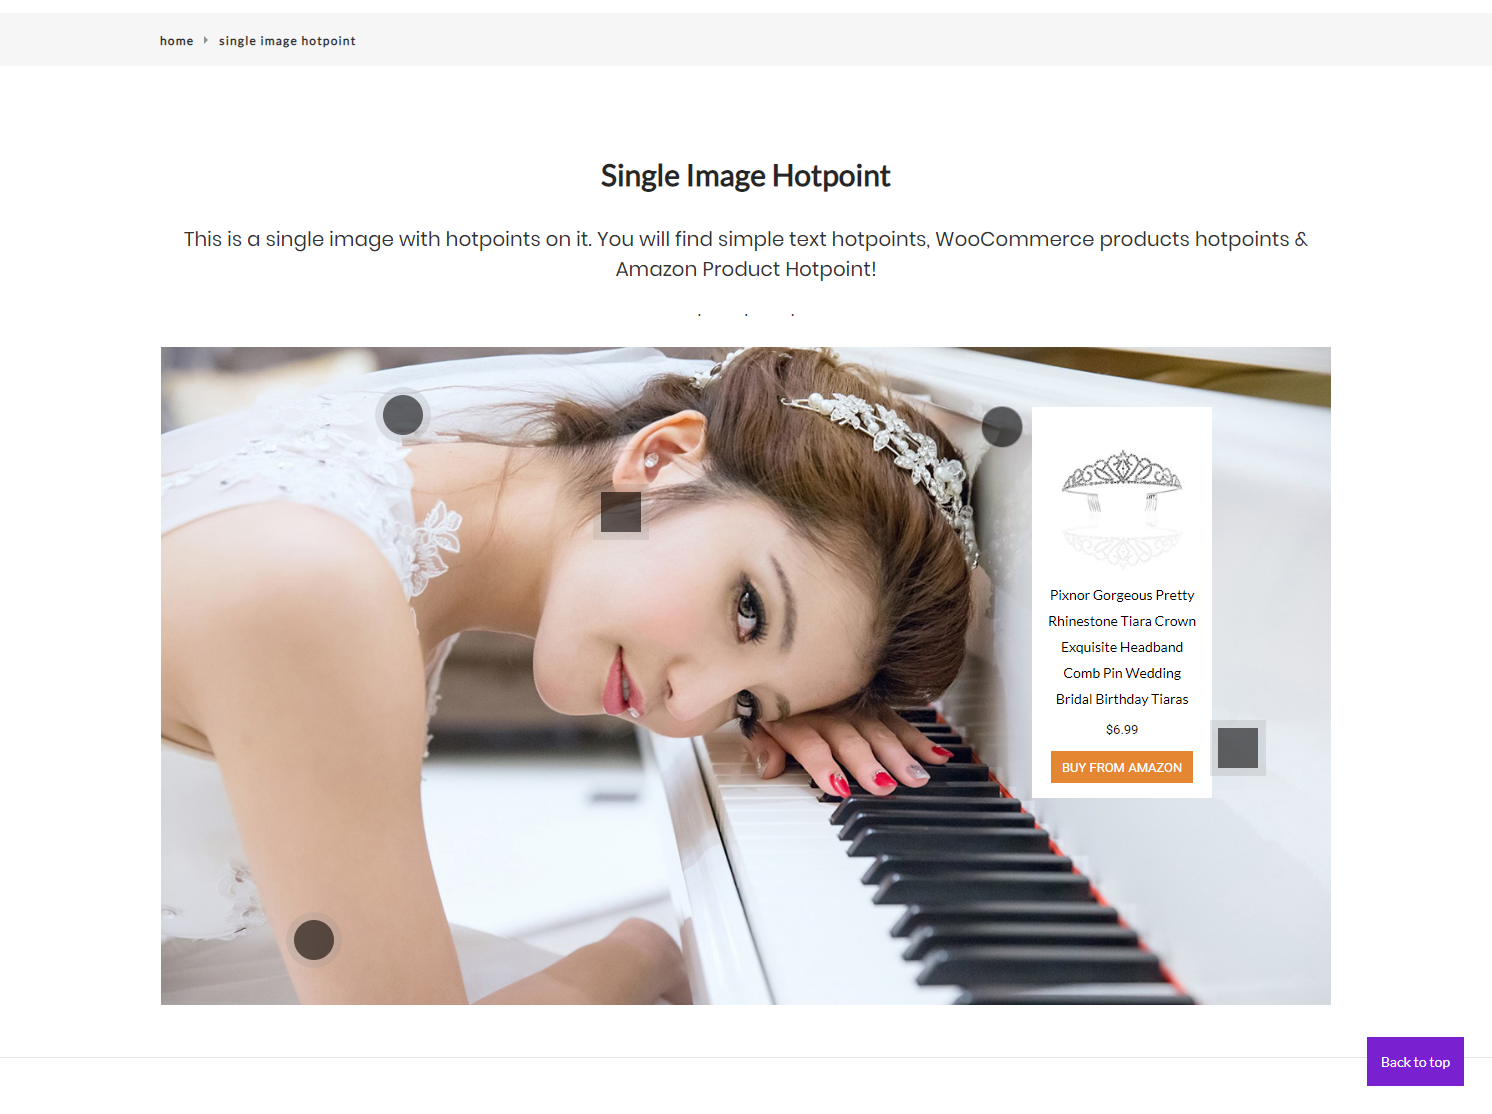 home single image hotpoint
Single Image Hotpoint
This is a single image with hotpoints on it. You will find simple text hotpoints, WooCommerce products hotpoints &
Amazon Product Hotpoint!
Pixnor Gorgeous Pretty
Rhinestone Tiara Crown
Exquisite Headband
Comb Pin Wedding
Bridal Birthday Tiaras
$6.99
BUY FROM AMAZON
Back to top